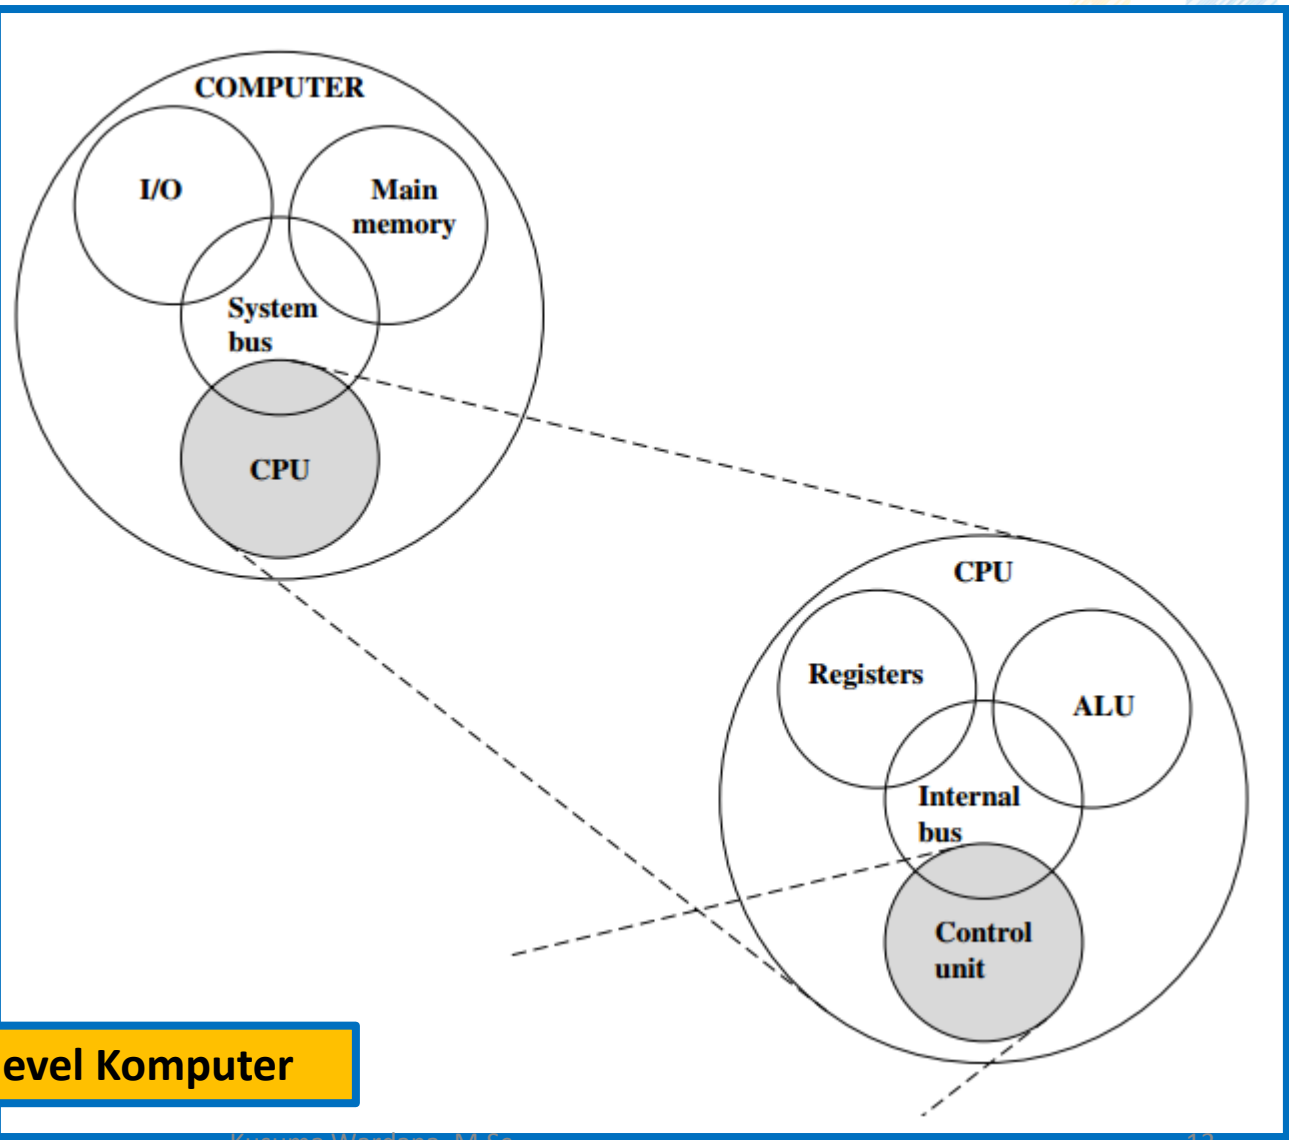 COMPUTER
I/O
Main
memory
System
bus
CPU
CPU
Registers
ALU
Internal
bus
Control
unit
evel Komputer